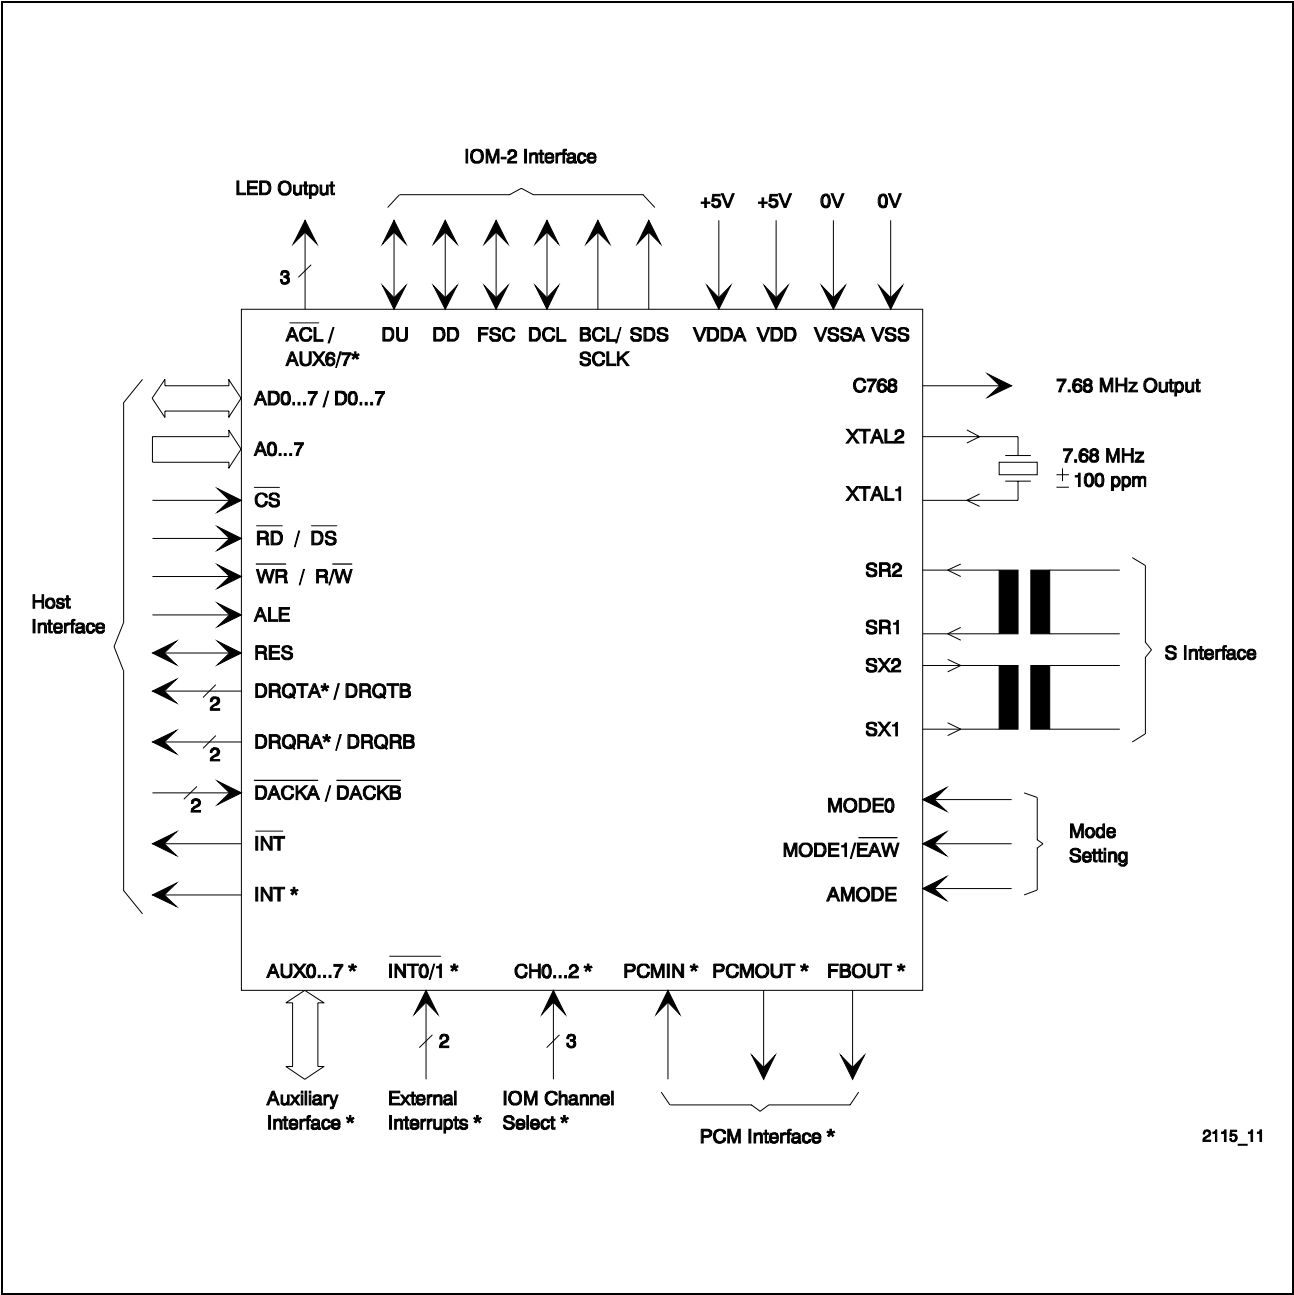 IOM-2 Interface
LED Output
+5V +5V 0V 0V
3
ACL / DU DD FSC DCL BCL/ SDS VDDA VDD VSSA VSS
AUX6/7* SCLK
C768 7.68 MHz Output
AD0...7 / D0...7
XTAL2
A0...7
7.68 MHz
± 100 ppm
XTAL1
CS
RD / DS
SR2
WR / R/W
Host
Interface
ALE
SR1
RES
SX2
S Interface
DRQTA* / DRQTB
2
SX1
DRQRA* / DRQRB
2
DACKA / DACKB
2
MODE0
Mode
Setting
INT
MODE1/EAW
INT *
AMODE
AUX0...7 * INT0/1 * CH0...2 * PCMIN * PCMOUT * FBOUT *
2 3
Auxiliary
Interface *
External
Interrupts *
IOM Channel
Select *
PCM Interface *
2115_11